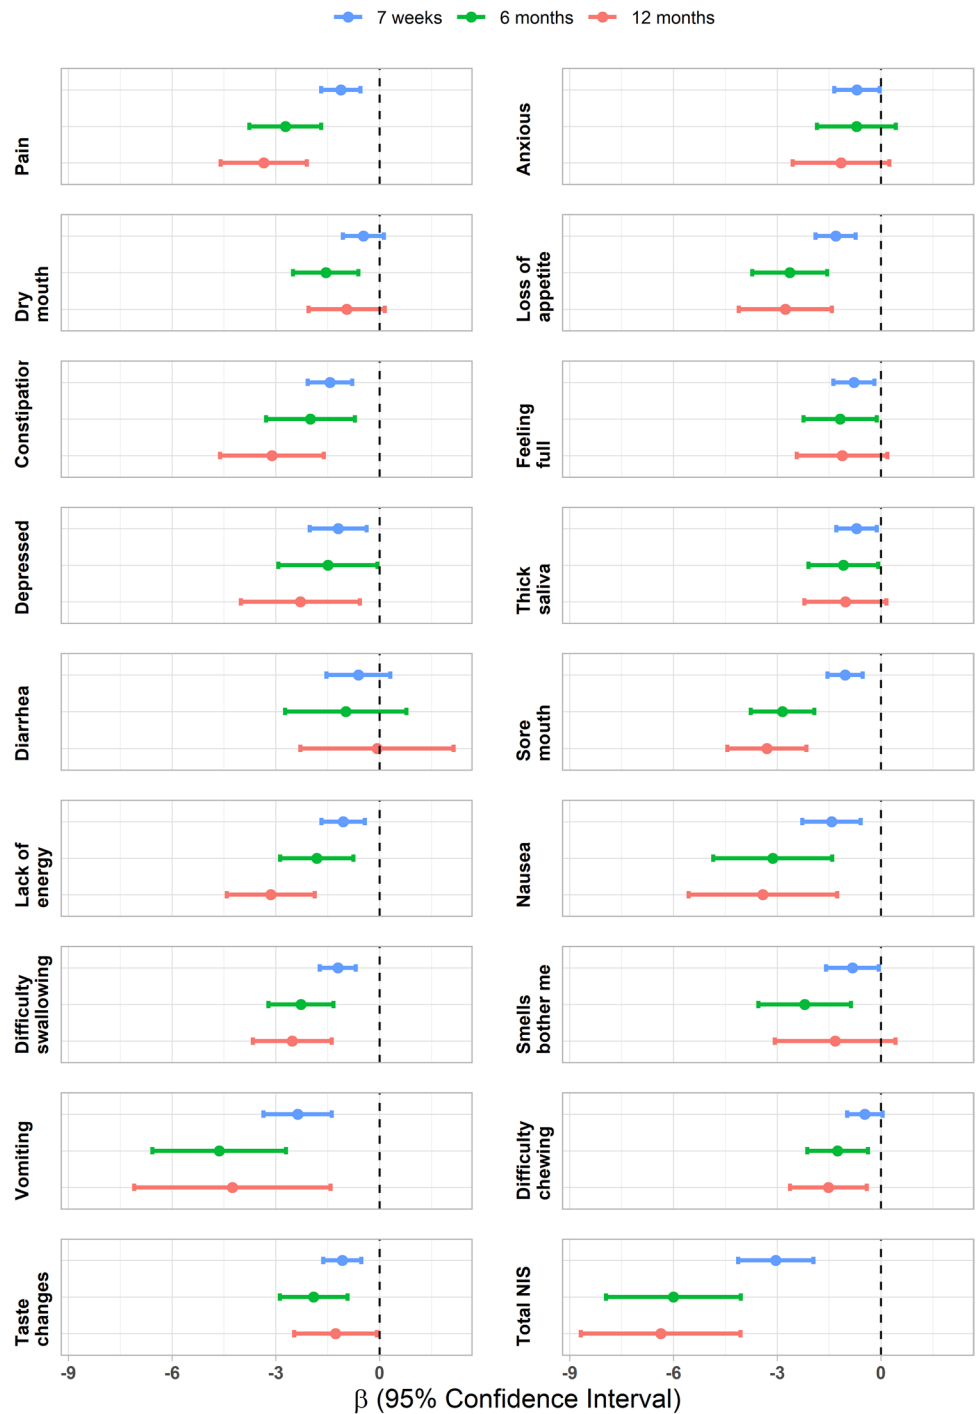 7 weeks 6 months 12 months
Pain
Anxious
Dry
mouth
Loss of
appetite
Constipatior
Feeling
full
Depressed
Thick
saliva
Diarrhea
Sore
mouth
Lack of
energy
Nausea
Difficulty
swallowing
Smells
bother me
Vomiting
Difficulty
chewing
Taste
changes
Total NIS
-9 -6 -3 0 -9 -6 -3 0
β (95% Confidence Interval)